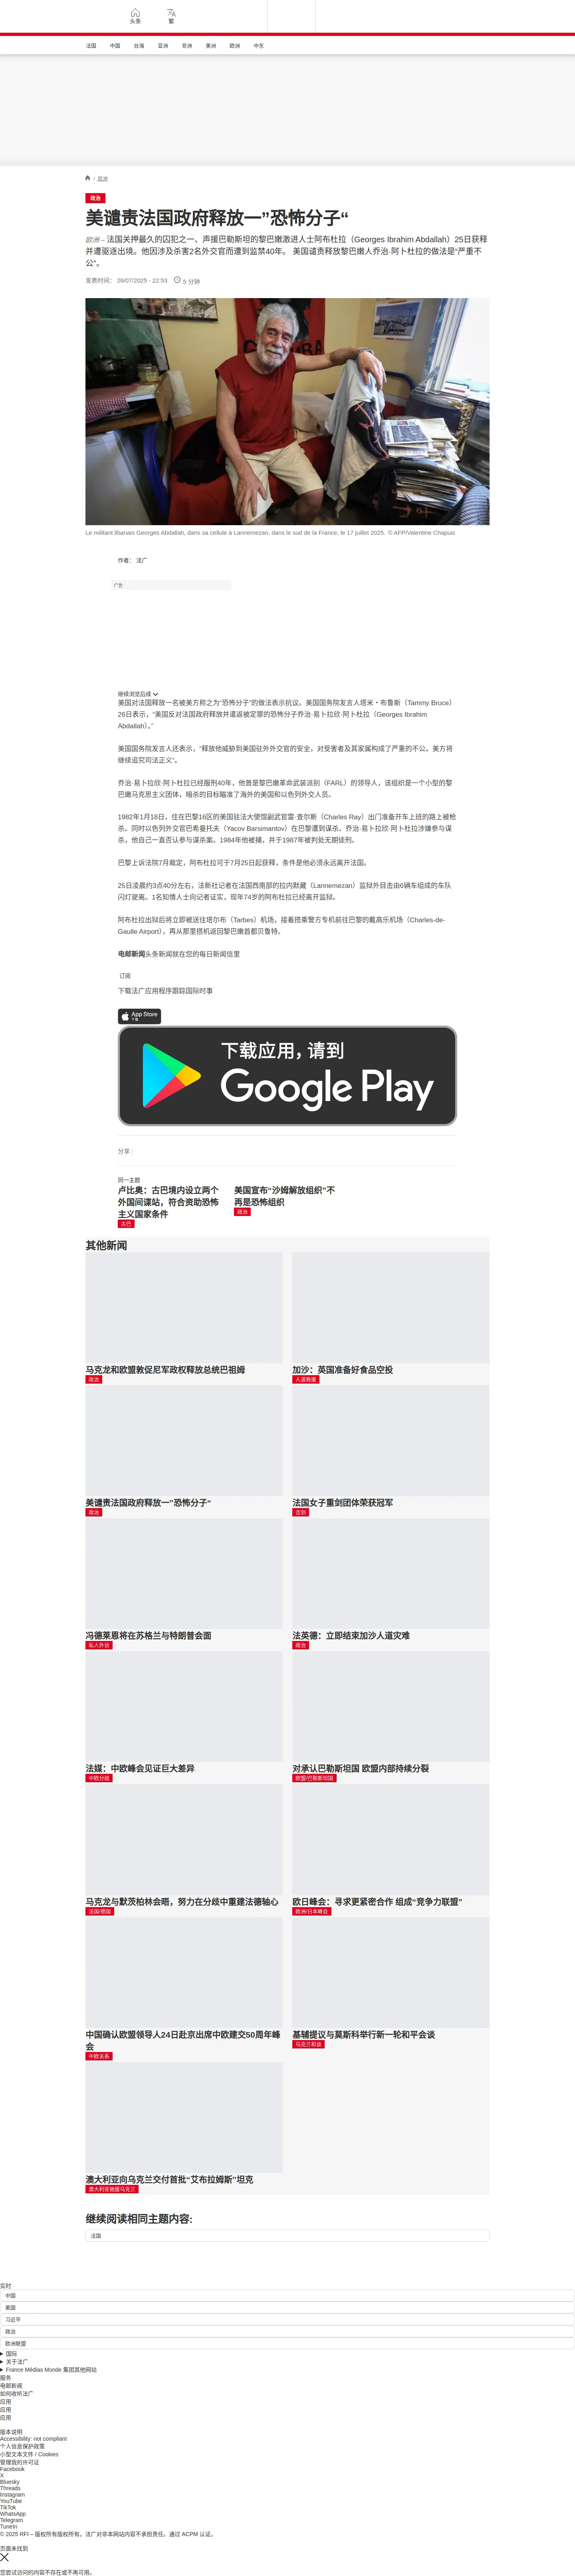 头条
繁
法国
中国
台海
亚洲
非洲
美洲
欧洲
中东
/ 欧洲
政治
美谴责法国政府释放一”恐怖分子“
欧洲 – 法国关押最久的囚犯之一、声援巴勒斯坦的黎巴嫩激进人士阿布杜拉（Georges Ibrahim Abdallah）25日获释
并遭驱逐出境。他因涉及杀害2名外交官而遭到监禁40年。 美国谴责释放黎巴嫩人乔治·阿卜杜拉的做法是“严重不
公”。
发表时间： 26/07/2025 - 22:53
5 分钟
Le militant libanais Georges Abdallah, dans sa cellule à Lannemezan, dans le sud de la France, le 17 juillet 2025. © AFP/Valentine Chapuis
作者： 法广
广告
继续浏览后续
美国对法国释放一名被美方称之为“恐怖分子”的做法表示抗议。美国国务院发言人塔米・布鲁斯（Tammy Bruce）
26日表示，“美国反对法国政府释放并遣返被定罪的恐怖分子乔治·易卜拉欣·阿卜杜拉（Georges Ibrahim
Abdallah）。”
美国国务院发言人还表示，“释放他威胁到美国驻外外交官的安全，对受害者及其家属构成了严重的不公。美方将
继续追究司法正义”。
乔治·易卜拉欣·阿卜杜拉已经服刑40年，他曾是黎巴嫩革命武装派别（FARL）的领导人，该组织是一个小型的黎
巴嫩马克思主义团体，暗杀的目标瞄准了海外的美国和以色列外交人员。
1982年1月18日，住在巴黎16区的美国驻法大使馆副武官雷·查尔斯（Charles Ray）出门准备开车上班的路上被枪
杀。同时以色列外交官巴希曼托夫（Yacov Barsimantov）在巴黎遭到谋杀。乔治·易卜拉欣·阿卜杜拉涉嫌参与谋
杀，他自己一直否认参与谋杀案。1984年他被捕，并于1987年被判处无期徒刑。
巴黎上诉法院7月裁定，阿布杜拉可于7月25日起获释，条件是他必须永远离开法国。
25日凌晨约3点40分左右，法新社记者在法国西南部的拉内默藏（Lannemezan）监狱外目击由6辆车组成的车队
闪灯驶离。1名知情人士向记者证实，现年74岁的阿布杜拉已经离开监狱。
阿布杜拉出狱后将立即被送往塔尔布（Tarbes）机场，接着搭乘警方专机前往巴黎的戴高乐机场（Charles-de-
Gaulle Airport），再从那里搭机返回黎巴嫩首都贝鲁特。
电邮新闻头条新闻就在您的每日新闻信里
订阅
下载法广应用程序跟踪国际时事
App Store
下载
下载应用，请到
Google Play
分享 :
同一主题
卢比奥：古巴境内设立两个
外国间谍站，符合资助恐怖
主义国家条件
古巴
美国宣布“沙姆解放组织”不
再是恐怖组织
政治
其他新闻
马克龙和欧盟敦促尼军政权释放总统巴祖姆
政治
加沙：英国准备好食品空投
人道救援
美谴责法国政府释放一”恐怖分子“
政治
法国女子重剑团体荣获冠军
击剑
冯德莱恩将在苏格兰与特朗普会面
私人外访
法英德：立即结束加沙人道灾难
政治
法媒：中欧峰会见证巨大差异
中欧分歧
对承认巴勒斯坦国 欧盟内部持续分裂
欧盟/巴勒斯坦国
马克龙与默茨柏林会晤，努力在分歧中重建法德轴心
法国/德国
欧日峰会：寻求更紧密合作 组成“竞争力联盟”
欧洲/日本峰会
中国确认欧盟领导人24日赴京出席中欧建交50周年峰
会
中欧关系
基辅提议与莫斯科举行新一轮和平会谈
乌克兰和谈
澳大利亚向乌克兰交付首批“艾布拉姆斯”坦克
澳大利亚驰援乌克兰
继续阅读相同主题内容:
法国
实时
中国
美国
习近平
政治
欧洲联盟
国际
关于法广
France Médias Monde 集团其他网站
服务
电邮新闻
如何收听法广
应用
应用
应用
版本说明
Accessibility: not compliant
个人信息保护政策
小型文本文件 / Cookies
管理我的许可证
Facebook
X
Bluesky
Threads
Instagram
YouTube
TikTok
WhatsApp
Telegram
TuneIn
© 2025 RFI – 版权所有版权所有。法广对非本网站内容不承担责任。通过 ACPM 认证。
页面未找到
您尝试访问的内容不存在或不再可用。